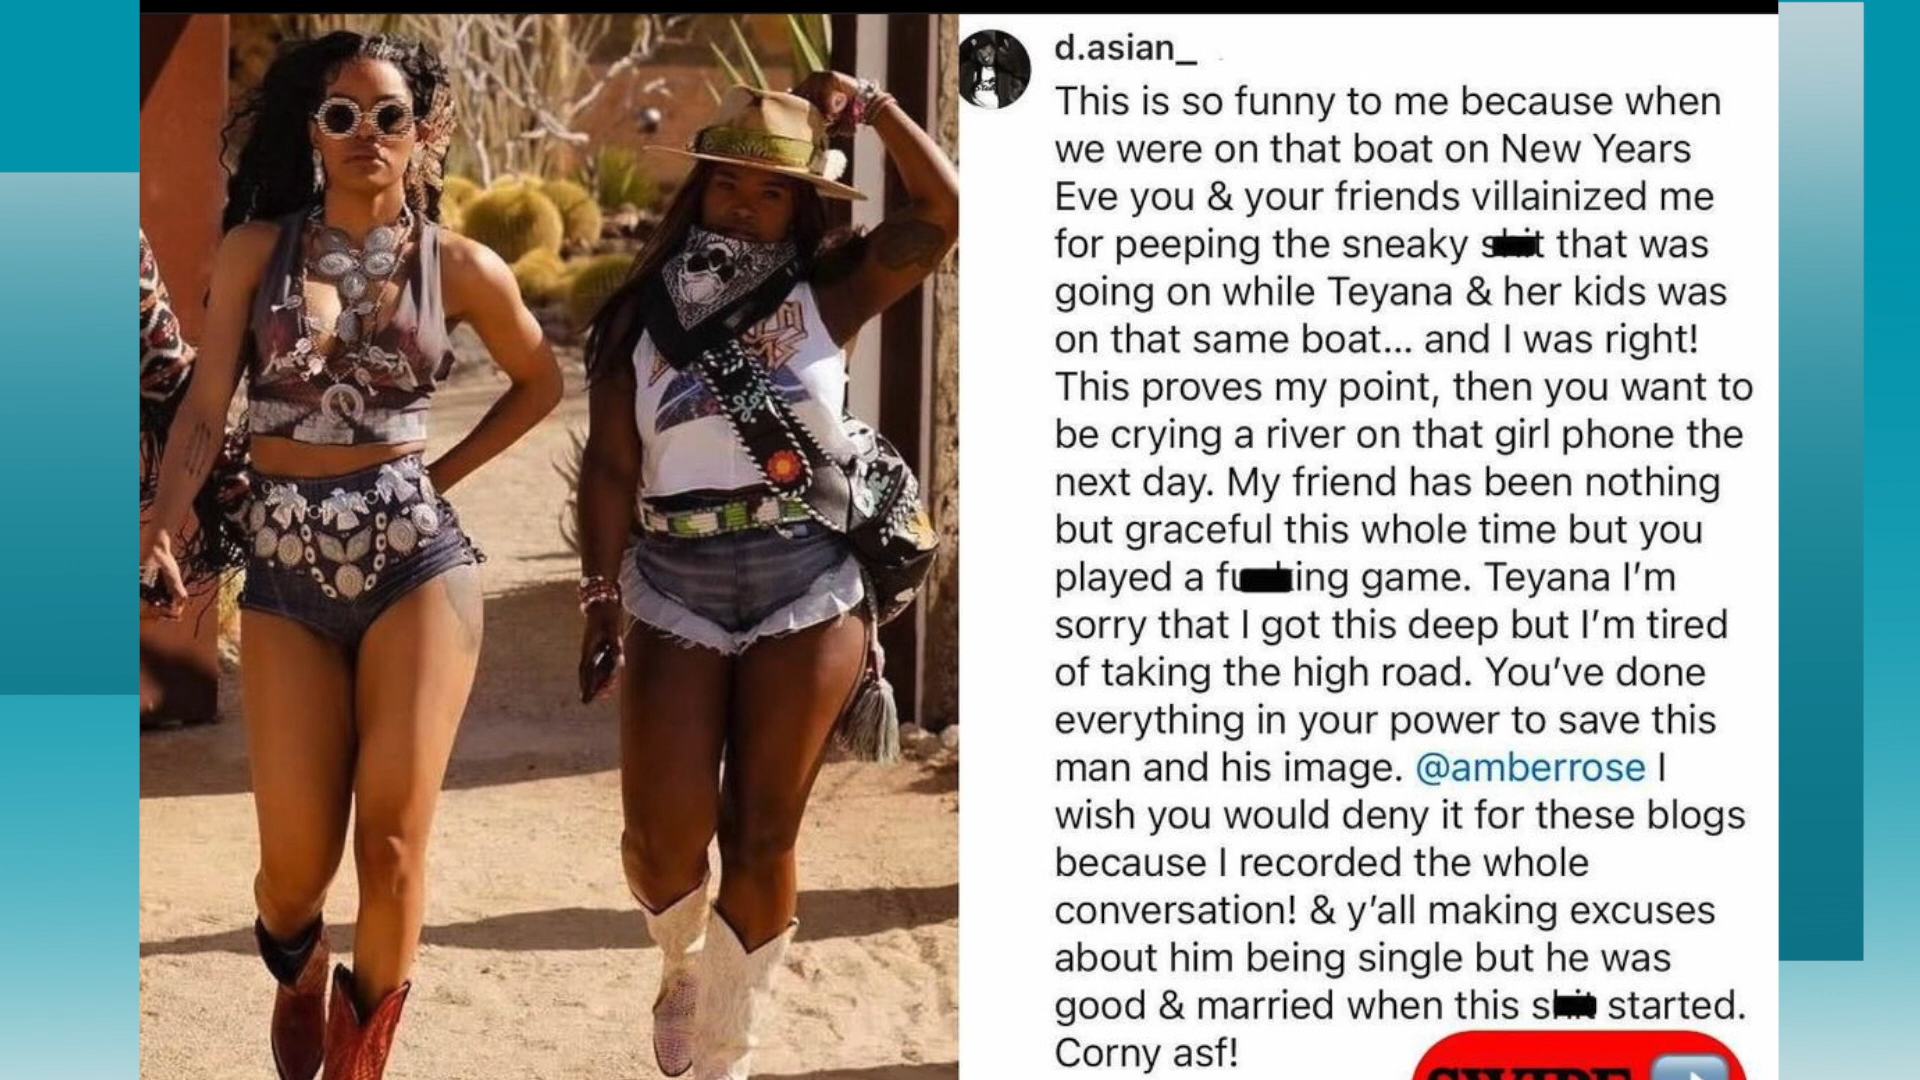 d.asian_
This is so funny to me because when
we were on that boat on New Years
Eve you & your friends villainized me
for peeping the sneaky s it that was
going on while Teyana & her kids was
on that same boat... and I was right!
This proves my point, then you want to
be crying a river on that girl phone the
next day. My friend has been nothing
but graceful this whole time but you
played a fu ing game. Teyana I'm
sorry that I got this deep but I'm tired
of taking the high road. You've done
everything in your power to save this
man and his image. @amberrose I
wish you would deny it for these blogs
because I recorded the whole
conversation! & y'all making excuses
about him being single but he was
good & married when this s it started.
Corny asf!
SWIPE